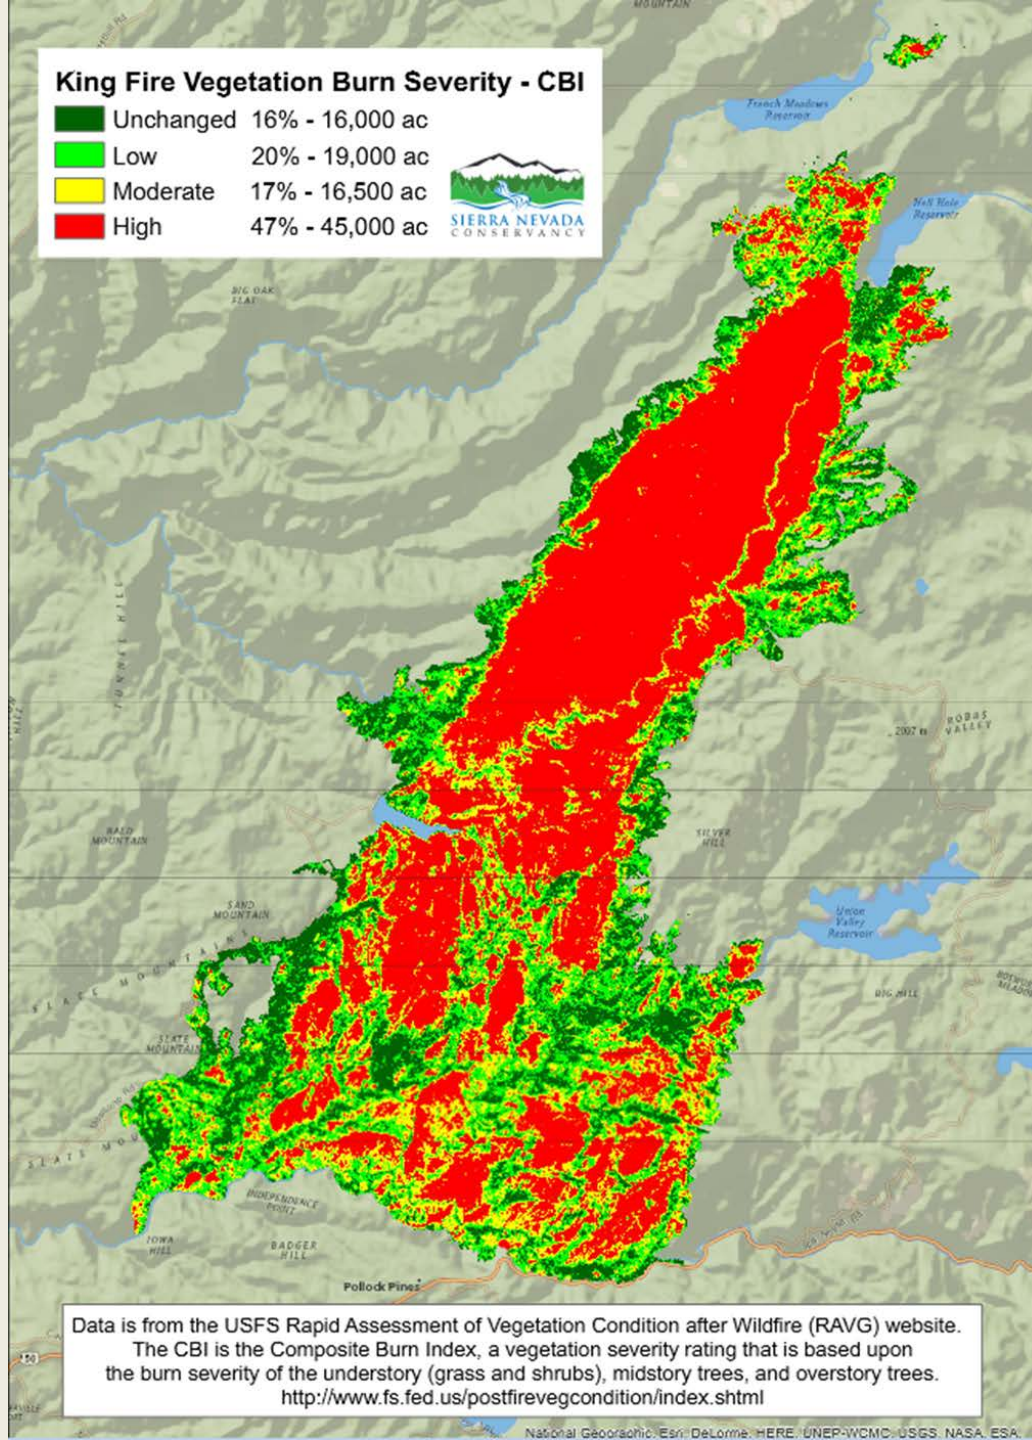 MOUNTAIN
King Fire Vegetation Burn Severity - CBI
Unchanged 16% - 16,000 ac
Low 20% - 19,000 ac
Moderate 17% - 16,500 ac
High 47% - 45,000 ac
SIERRA NEVADA
CONSERVANCY
French Meadows
Reservoir
Hell Hole
Reservoir
BIG OAK
FLAT
TUNNEL HILL
2007 m
ROBBS
VALLEY
BALD
MOUNTAIN
SILVER
HILL
SAND
MOUNTAIN
Union
Valley
Reservoir
SLATE MOUNTAINS
BIG HILL
SLATE
MOUNTAIN
SLATE
INDEPENDENCE
POINT
IOWA
HILL
BADGER
HILL
Pollock Pines
50
Data is from the USFS Rapid Assessment of Vegetation Condition after Wildfire (RAVG) website.
The CBI is the Composite Burn Index, a vegetation severity rating that is based upon
the burn severity of the understory (grass and shrubs), midstory trees, and overstory trees.
http://www.fs.fed.us/postfirevegcondition/index.shtml
National Geographic, Esri, DeLorme, HERE, UNEP-WCMC, USGS, NASA, ESA,